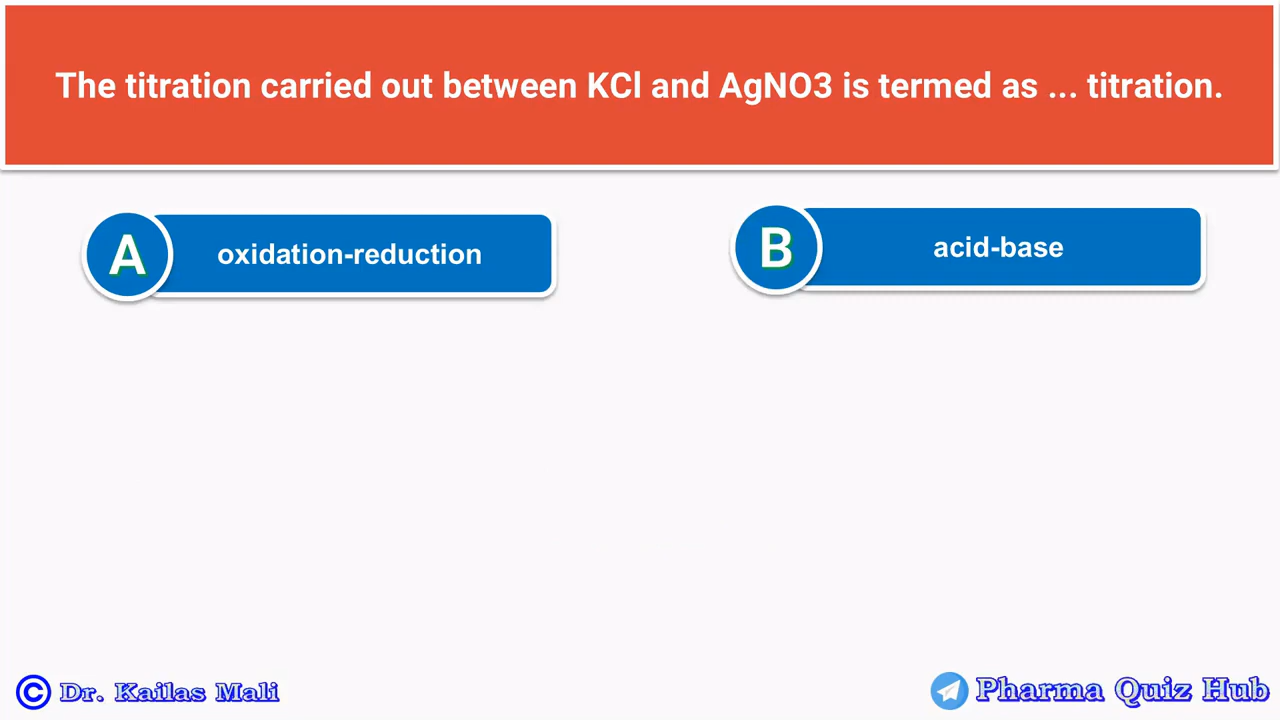 The titration carried out between KCl and AgNO3 is termed as ... titration.
A oxidation-reduction
B acid-base
© Dr. Kailas Mali
Pharma Quiz Hub